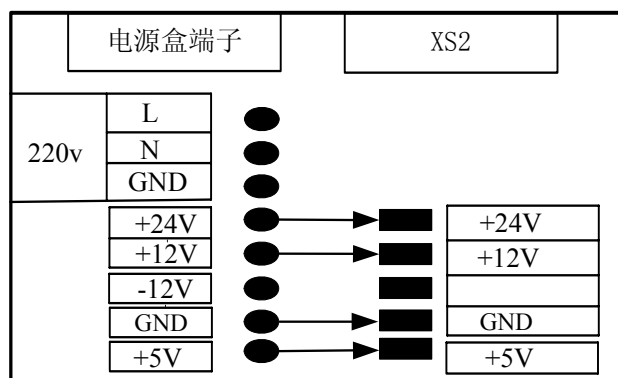 电源盒端子 XS2
220v
L
N
GND
+24V +24V
+12V +12V
-12V
GND GND
+5V +5V